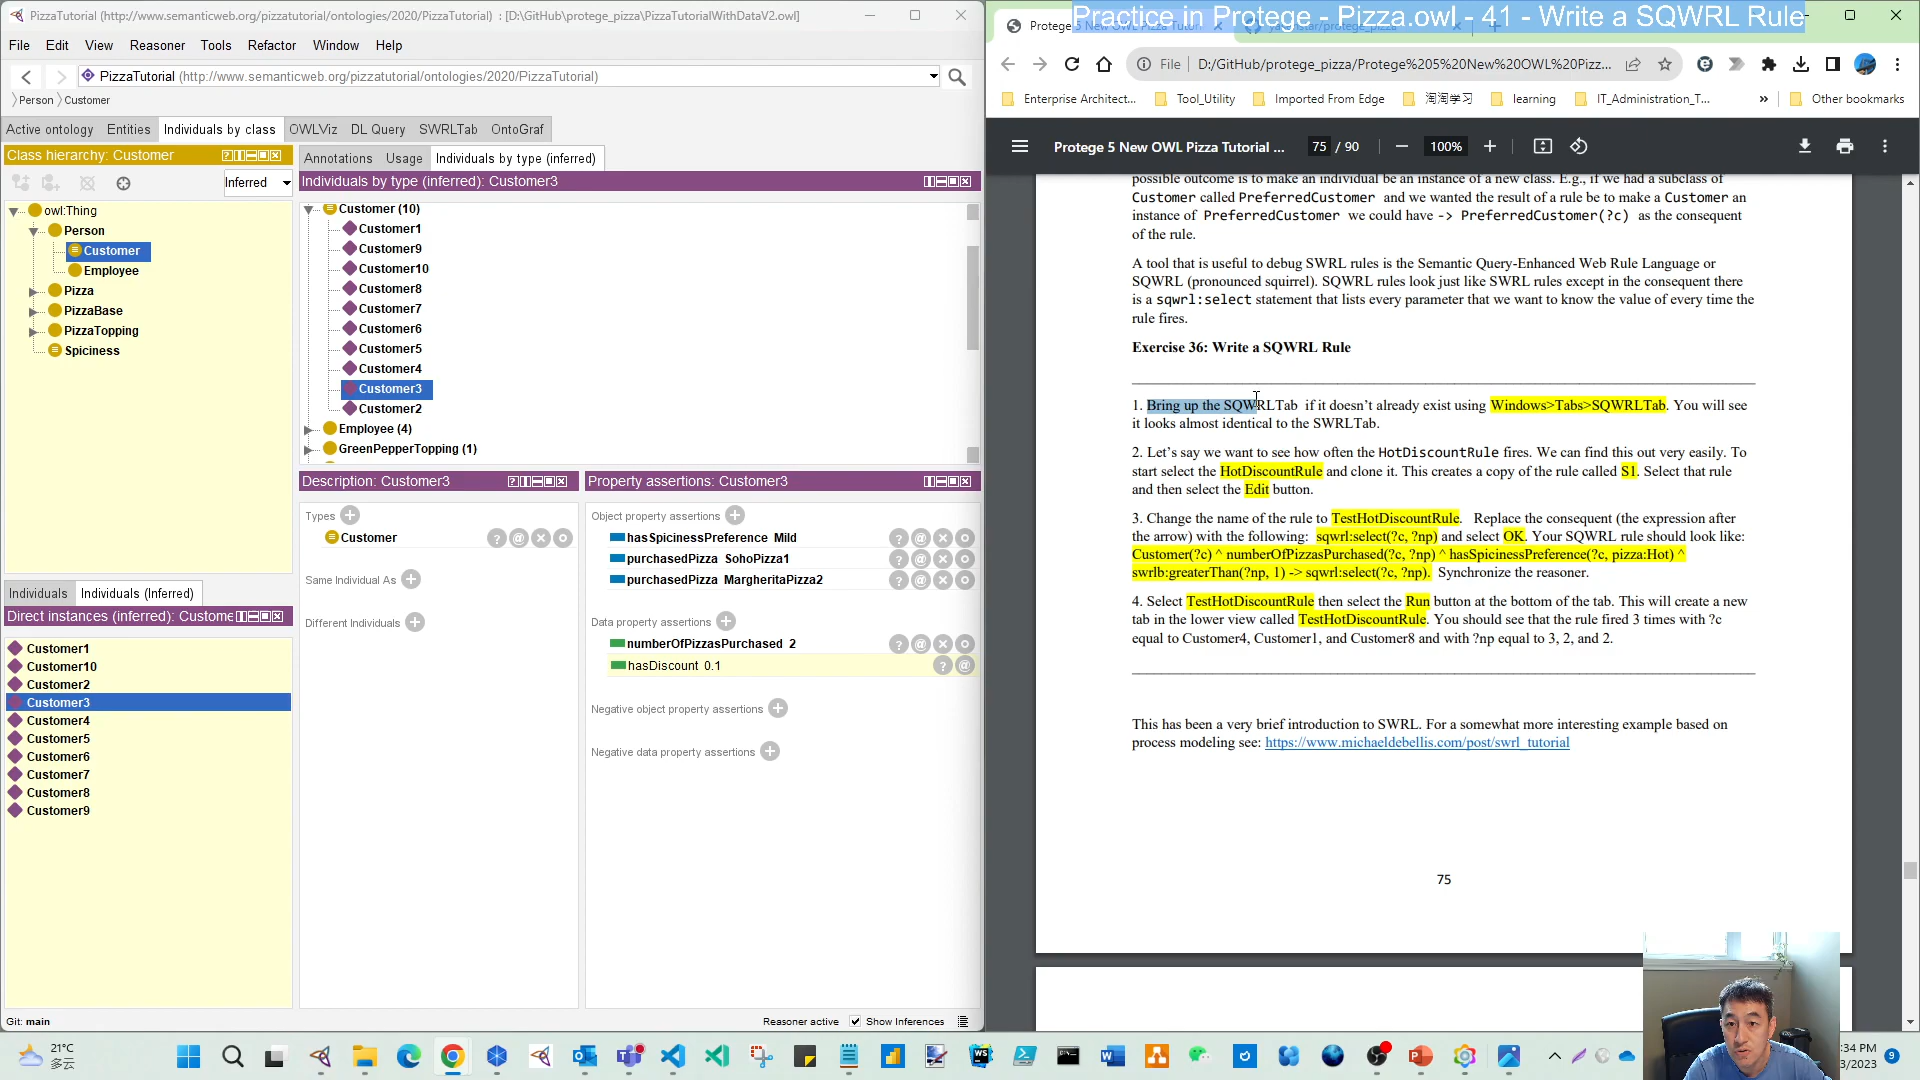 PizzaTutorial (http://www.semanticweb.org/pizzatutorial/ontologies/2020/PizzaTutorial) : [D:\GitHub\protege_pizza\PizzaTutorialWithDataV2.owl]
File Edit View Reasoner Tools Refactor Window Help
PizzaTutorial (http://www.semanticweb.org/pizzatutorial/ontologies/2020/PizzaTutorial)
Person Customer
Active ontology Entities Individuals by class OWLViz DL Query SWRLTab OntoGraf
Class hierarchy: Customer
Inferred
owl:Thing
Person
Customer
Employee
Pizza
PizzaBase
PizzaTopping
Spiciness
Individuals Individuals (Inferred)
Direct instances (inferred): Custome
Customer1
Customer10
Customer2
Customer3
Customer4
Customer5
Customer6
Customer7
Customer8
Customer9
Git: main
Annotations Usage Individuals by type (inferred)
Individuals by type (inferred): Customer3
Customer (10)
Customer1
Customer9
Customer10
Customer8
Customer7
Customer6
Customer5
Customer4
Customer3
Customer2
Employee (4)
GreenPepperTopping (1)
Description: Customer3
Types
Customer
Same Individual As
Different Individuals
Property assertions: Customer3
Object property assertions
hasSpicinessPreference Mild
purchasedPizza SohoPizza1
purchasedPizza MargheritaPizza2
Data property assertions
numberOfPizzasPurchased 2
hasDiscount 0.1
Negative object property assertions
Negative data property assertions
Reasoner active Show Inferences
Practice in Protege - Pizza.owl - 41 - Write a SQWRL Rule
File D:/GitHub/protege_pizza/Protege%205%20New%20OWL%20Pizz...
Enterprise Architect... Tool_Utility Imported From Edge 淘淘学习 learning IT_Administration_T... » Other bookmarks
Protege 5 New OWL Pizza Tutorial ... 75 / 90 100%
possible outcome is to make an individual be an instance of a new class. E.g., if we had a subclass of
Customer called PreferredCustomer and we wanted the result of a rule be to make a Customer an
instance of PreferredCustomer we could have -> PreferredCustomer(?c) as the consequent
of the rule.
A tool that is useful to debug SWRL rules is the Semantic Query-Enhanced Web Rule Language or
SQWRL (pronounced squirrel). SQWRL rules look just like SWRL rules except in the consequent there
is a sqwrl:select statement that lists every parameter that we want to know the value of every time the
rule fires.
Exercise 36: Write a SQWRL Rule
1. Bring up the SQWRLTab if it doesn't already exist using Windows>Tabs>SQWRLTab. You will see
it looks almost identical to the SWRLTab.
2. Let's say we want to see how often the HotDiscountRule fires. We can find this out very easily. To
start select the HotDiscountRule and clone it. This creates a copy of the rule called S1. Select that rule
and then select the Edit button.
3. Change the name of the rule to TestHotDiscountRule. Replace the consequent (the expression after
the arrow) with the following: sqwrl:select(?c, ?np) and select OK. Your SQWRL rule should look like:
Customer(?c) ^ numberOfPizzasPurchased(?c, ?np) ^ hasSpicinessPreference(?c, pizza:Hot) ^
swrlb:greaterThan(?np, 1) -> sqwrl:select(?c, ?np). Synchronize the reasoner.
4. Select TestHotDiscountRule then select the Run button at the bottom of the tab. This will create a new
tab in the lower view called TestHotDiscountRule. You should see that the rule fired 3 times with ?c
equal to Customer4, Customer1, and Customer8 and with ?np equal to 3, 2, and 2.
This has been a very brief introduction to SWRL. For a somewhat more interesting example based on
process modeling see: https://www.michaeldebellis.com/post/swrl_tutorial
75
21°C
多云
:34 PM
3/2023
9